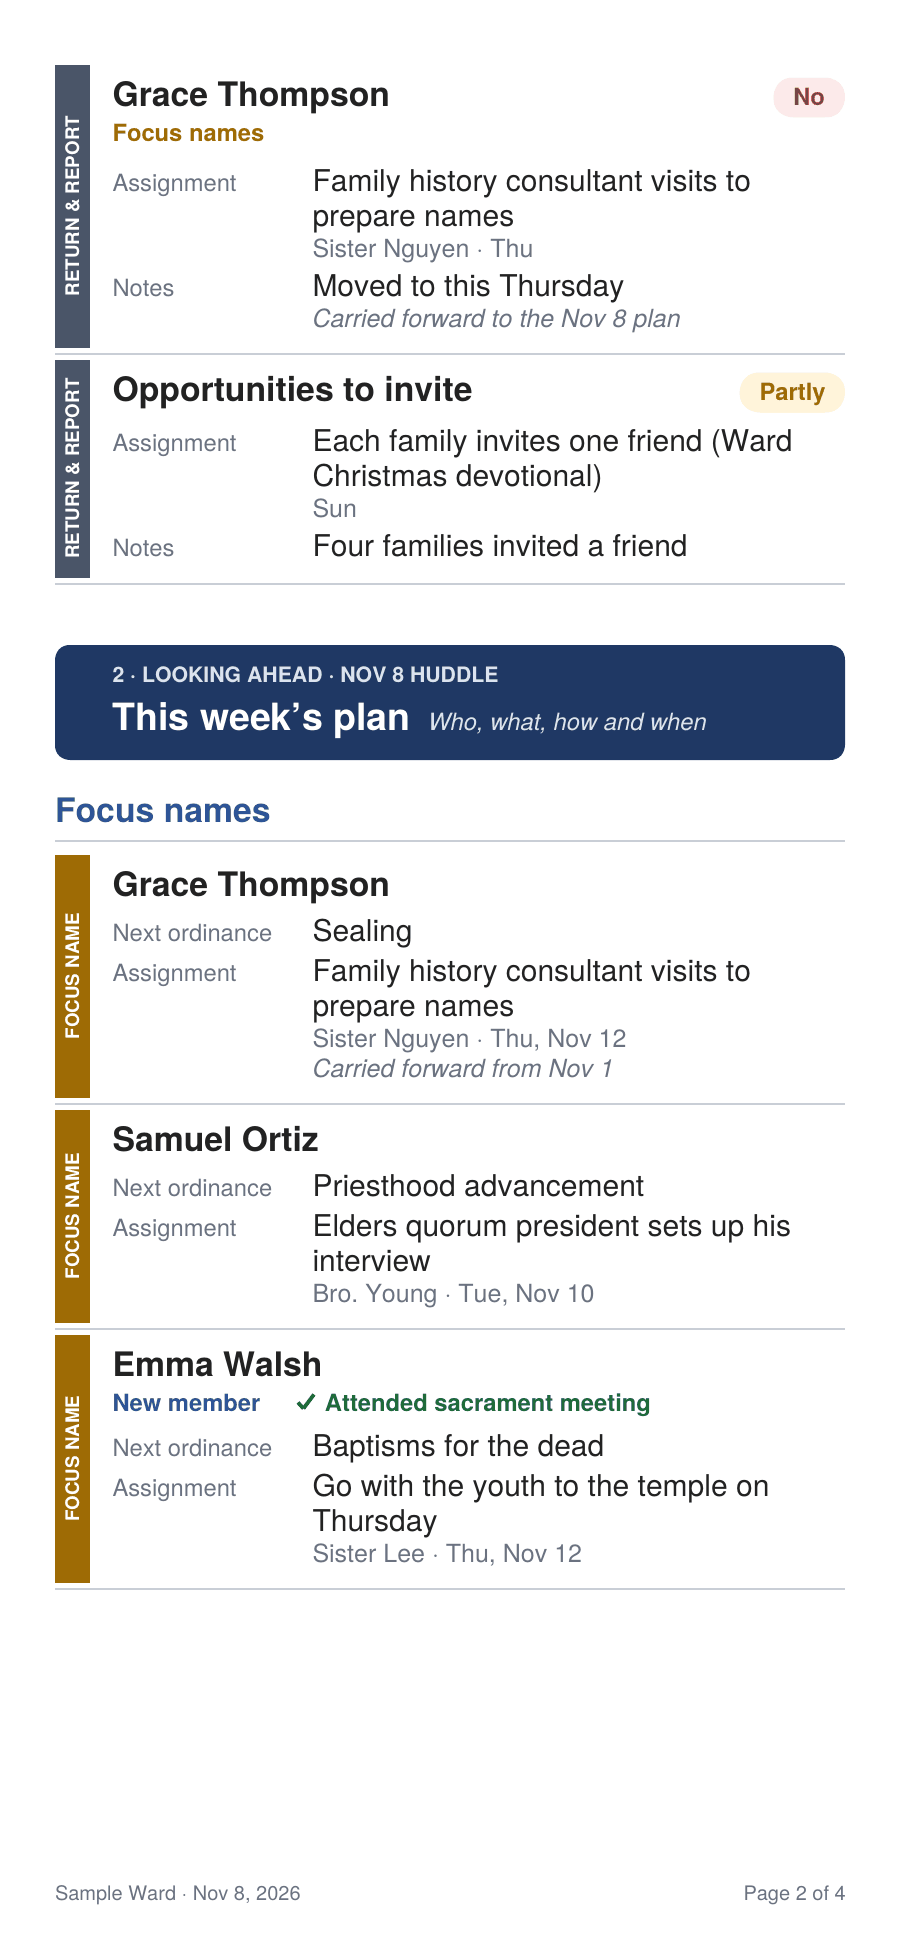 RETURN & REPORT
Grace Thompson
No
Focus names
Assignment
Family history consultant visits to
prepare names
Sister Nguyen · Thu
Notes
Moved to this Thursday
Carried forward to the Nov 8 plan
RETURN & REPORT
Opportunities to invite
Partly
Assignment
Each family invites one friend (Ward
Christmas devotional)
Sun
Notes
Four families invited a friend
2 · LOOKING AHEAD · NOV 8 HUDDLE
This week’s plan Who, what, how and when
Focus names
FOCUS NAME
Grace Thompson
Next ordinance
Sealing
Assignment
Family history consultant visits to
prepare names
Sister Nguyen · Thu, Nov 12
Carried forward from Nov 1
FOCUS NAME
Samuel Ortiz
Next ordinance
Priesthood advancement
Assignment
Elders quorum president sets up his
interview
Bro. Young · Tue, Nov 10
FOCUS NAME
Emma Walsh
New member ✓ Attended sacrament meeting
Next ordinance
Baptisms for the dead
Assignment
Go with the youth to the temple on
Thursday
Sister Lee · Thu, Nov 12
Sample Ward · Nov 8, 2026
Page 2 of 4